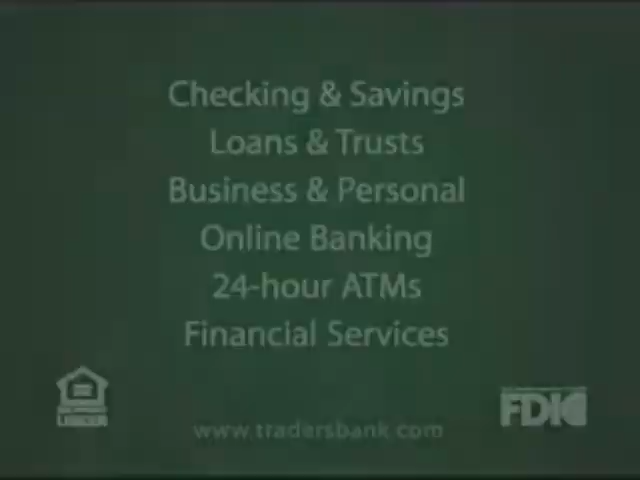 Checking & Savings
Loans & Trusts
Business & Personal
Online Banking
24-hour ATMs
Financial Services
FDIC
www.tradersbank.com